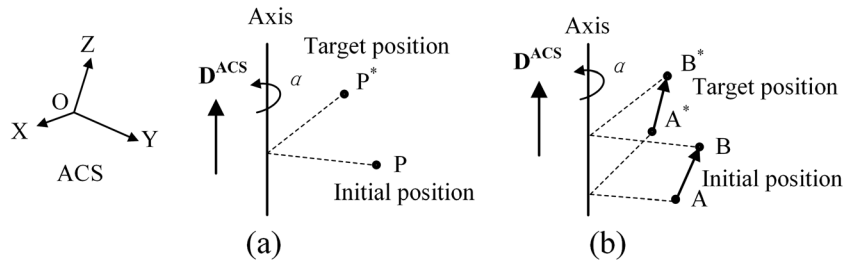 Z
O
X
Y
ACS
Axis
D^ACS
α
Target position
P*
P
Initial position
(a)
Axis
D^ACS
α
B*
Target position
A*
B
Initial position
A
(b)